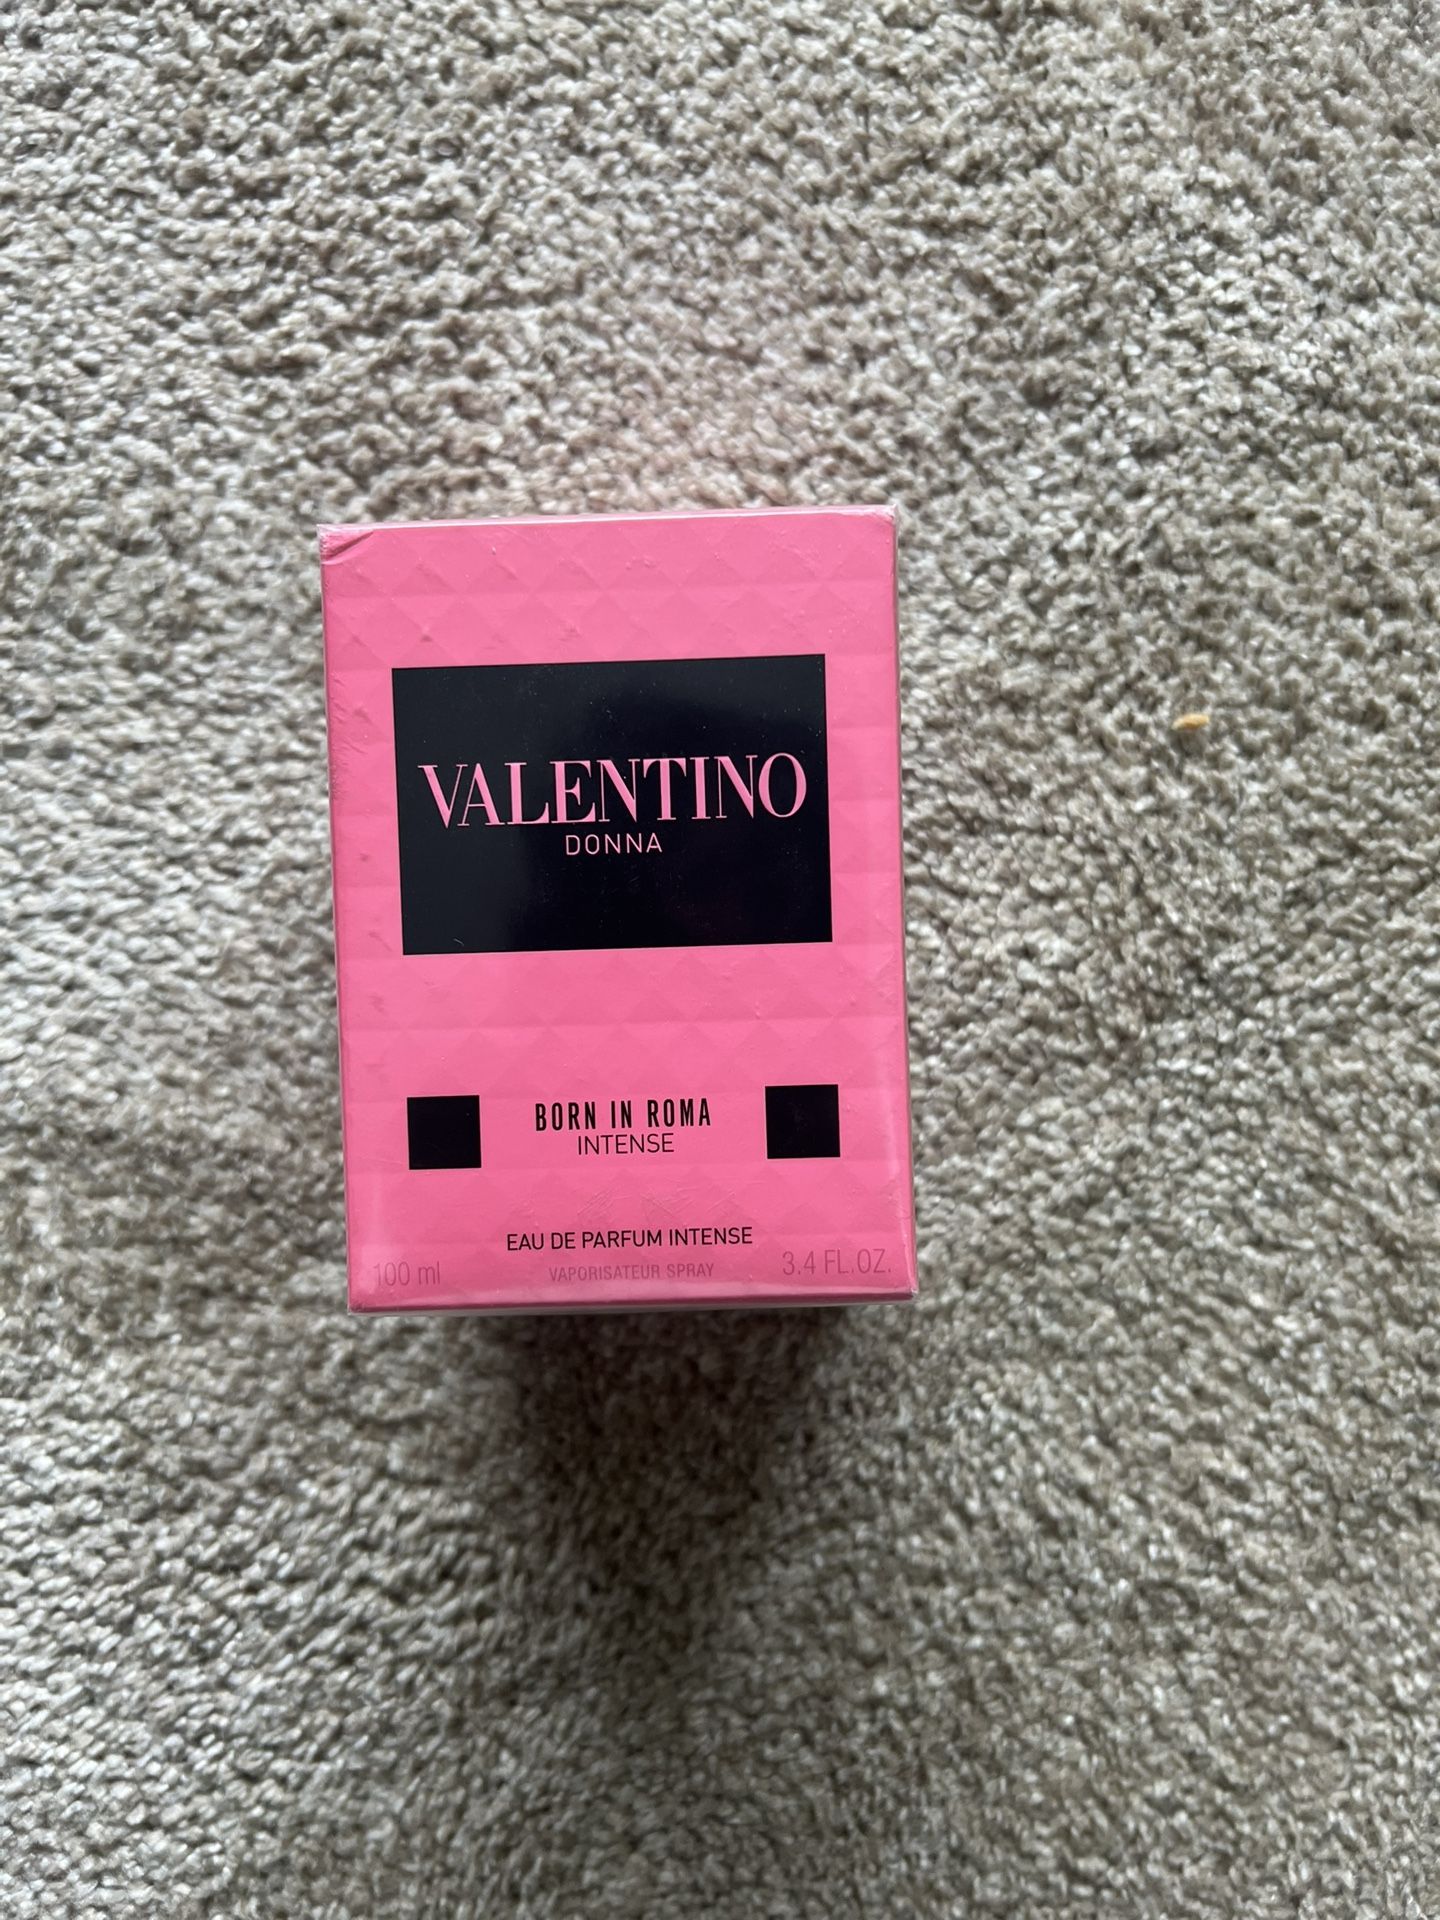 VALENTINO
DONNA
BORN IN ROMA
INTENSE
EAU DE PARFUM INTENSE
100 ml VAPORISATEUR SPRAY 3.4 FL.OZ.